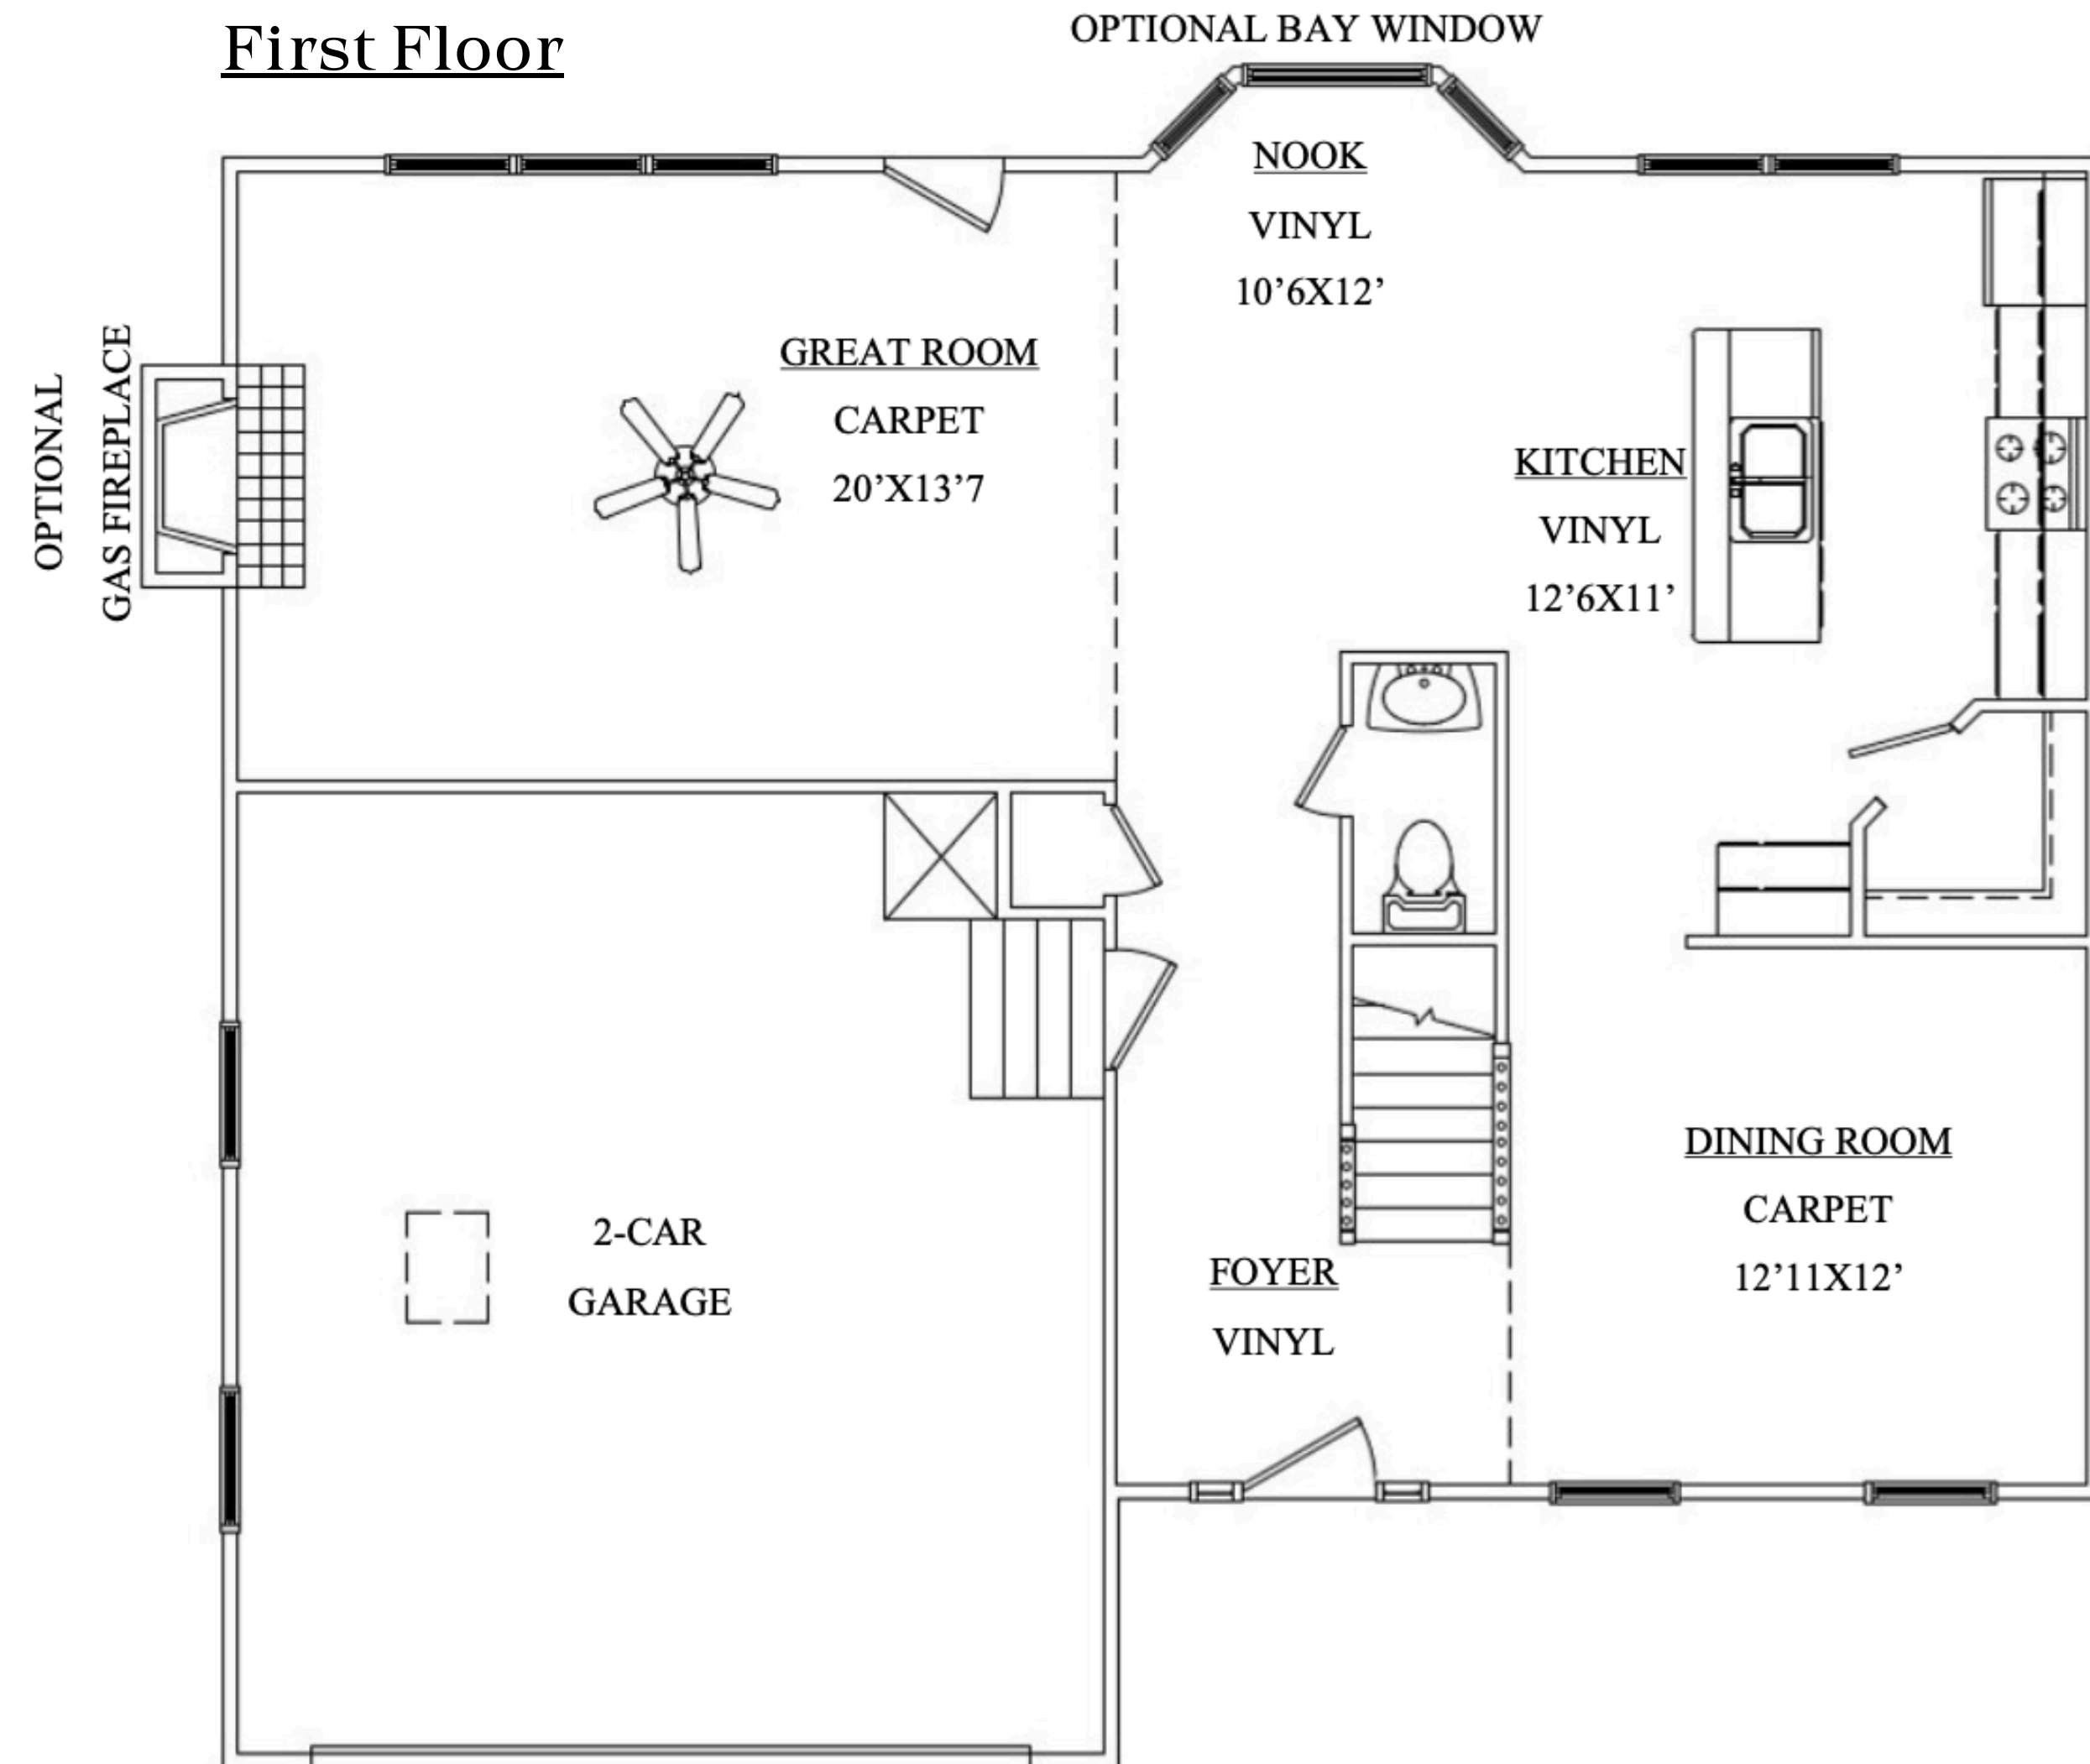 First Floor
OPTIONAL BAY WINDOW
NOOK
VINYL
10’6X12’
GREAT ROOM
CARPET
20’X13’7
OPTIONAL
GAS FIREPLACE
KITCHEN
VINYL
12’6X11’
2-CAR
GARAGE
FOYER
VINYL
DINING ROOM
CARPET
12’11X12’